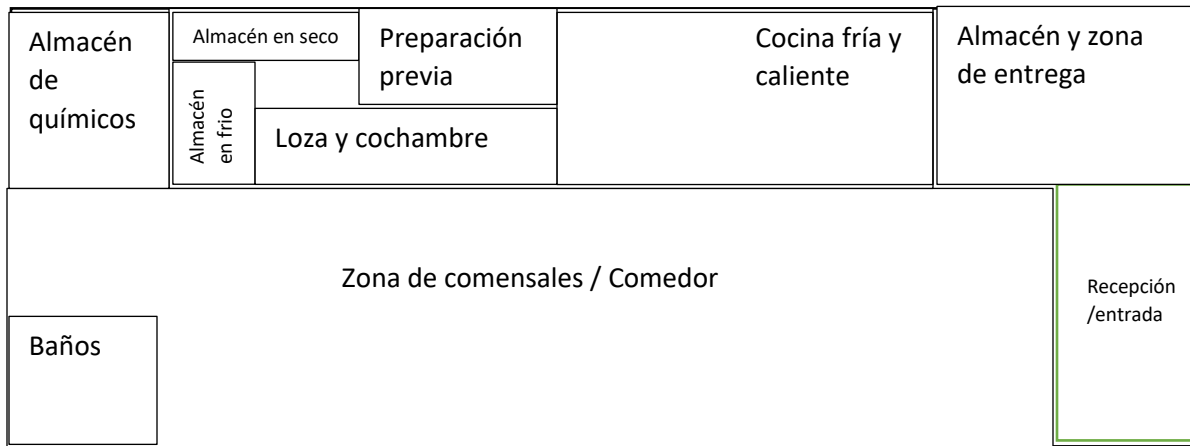 Almacén
de
químicos
Almacén en seco
Almacén
en frio
Preparación
previa
Loza y cochambre
Cocina fría y
caliente
Almacén y zona
de entrega
Zona de comensales / Comedor
Recepción
/entrada
Baños